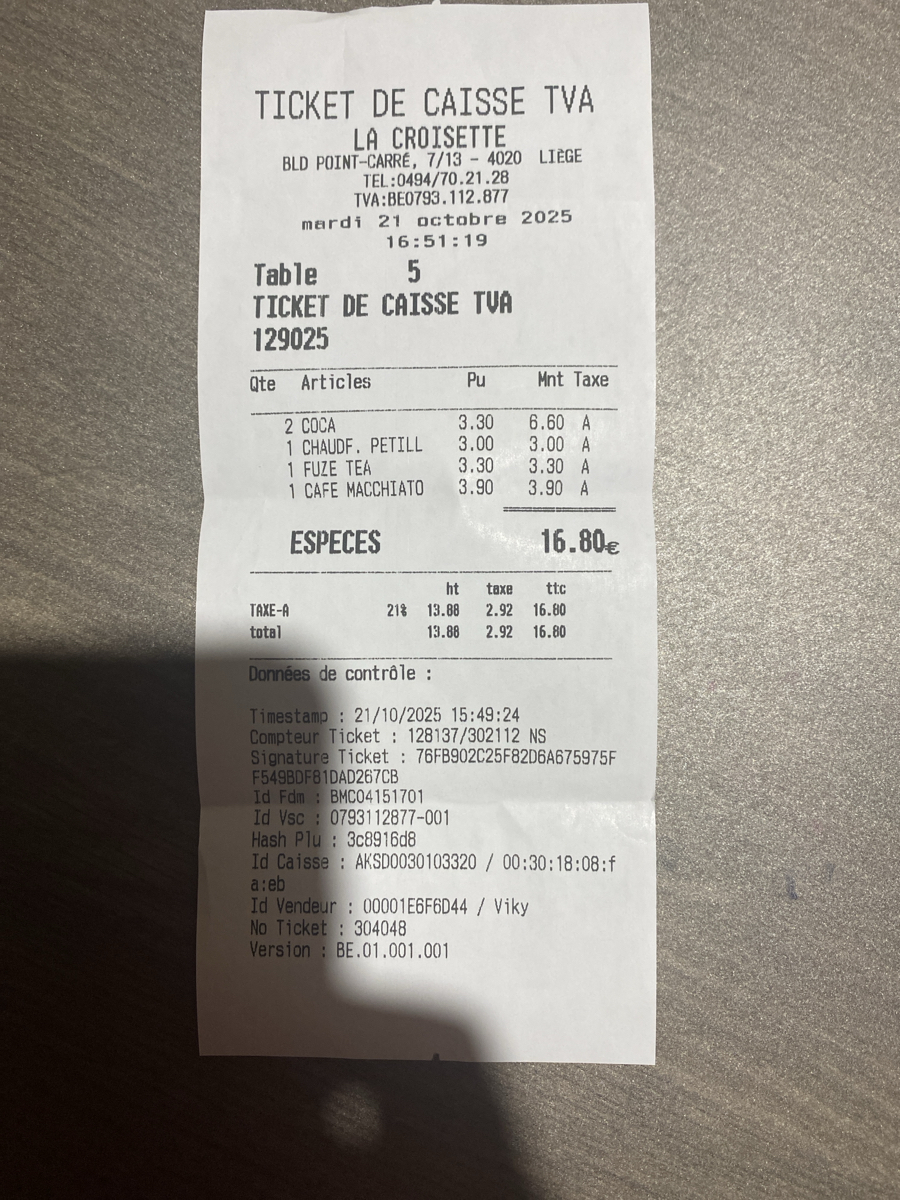 TICKET DE CAISSE TVA
LA CROISETTE
BLD POINT-CARRÉ, 7/13 - 4020 LIÈGE
TEL:0494/70.21.28
TVA:BE0793.112.877
mardi 21 octobre 2025
16:51:19
Table 5
TICKET DE CAISSE TVA
129025
Qte Articles Pu Mnt Taxe
2 COCA 3.30 6.60 A
1 CHAUDF. PETILL 3.00 3.00 A
1 FUZE TEA 3.30 3.30 A
1 CAFE MACCHIATO 3.90 3.90 A
ESPECES 16.80€
ht taxe ttc
TAXE-A 21% 13.88 2.92 16.80
total 13.88 2.92 16.80
Données de contrôle :
Timestamp : 21/10/2025 15:49:24
Compteur Ticket : 128137/302112 NS
Signature Ticket : 76FB902C25F82D6A675975F
F549BDF81DAD267CB
Id Fdm : BMC04151701
Id Vsc : 0793112877-001
Hash Plu : 3c8916d8
Id Caisse : AKSD0030103320 / 00:30:18:08:f
a:eb
Id Vendeur : 00001E6F6D44 / Viky
No Ticket : 304048
Version : BE.01.001.001